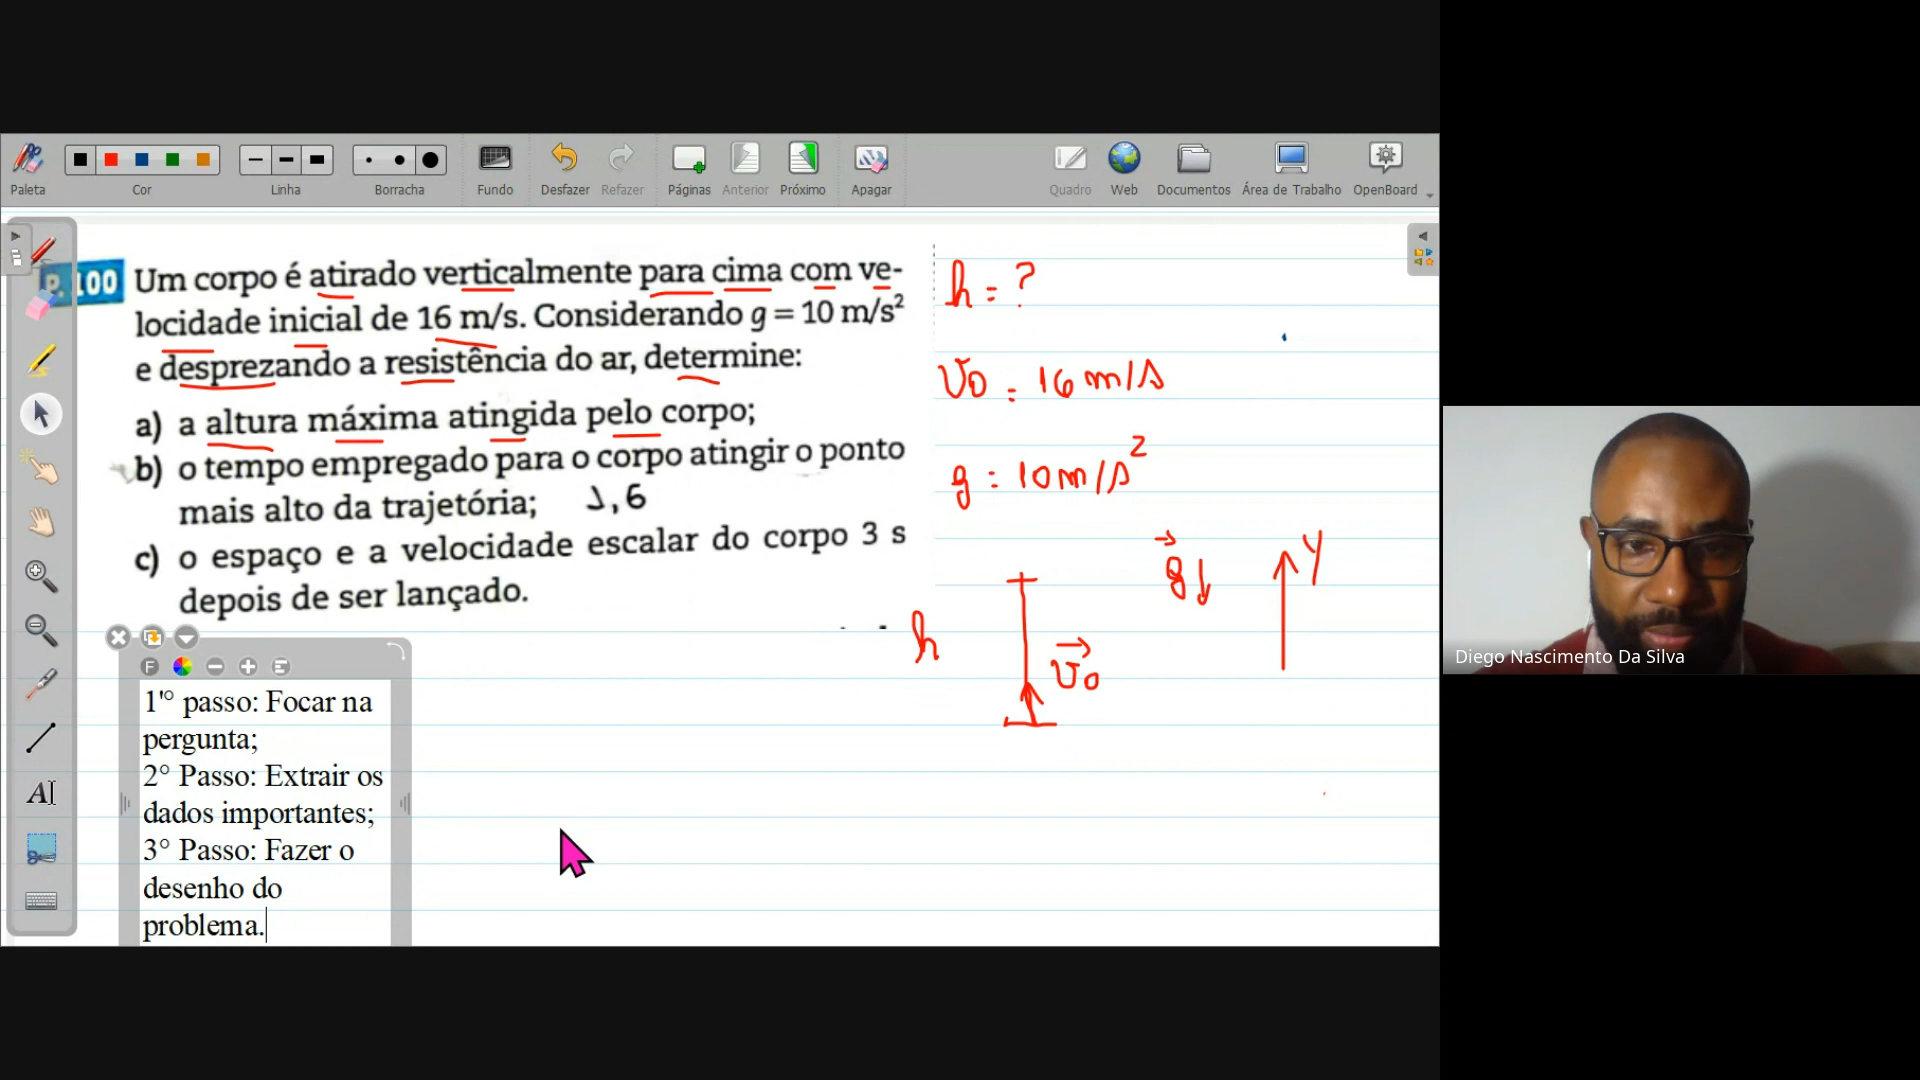 Paleta
Cor
Linha
Borracha
Fundo
Desfazer
Refazer
Páginas
Anterior
Próximo
Apagar
Quadro
Web
Documentos
Área de Trabalho
OpenBoard
P. 100 Um corpo é atirado verticalmente para cima com ve-
locidade inicial de 16 m/s. Considerando g = 10 m/s²
e desprezando a resistência do ar, determine:
a) a altura máxima atingida pelo corpo;
b) o tempo empregado para o corpo atingir o ponto
mais alto da trajetória; 1,6
c) o espaço e a velocidade escalar do corpo 3 s
depois de ser lançado.
h = ?
V0 = 16 m/s
g = 10 m/s²
g
y
h
V0
F
1'° passo: Focar na
pergunta;
2° Passo: Extrair os
dados importantes;
3° Passo: Fazer o
desenho do
problema.
AI
Diego Nascimento Da Silva